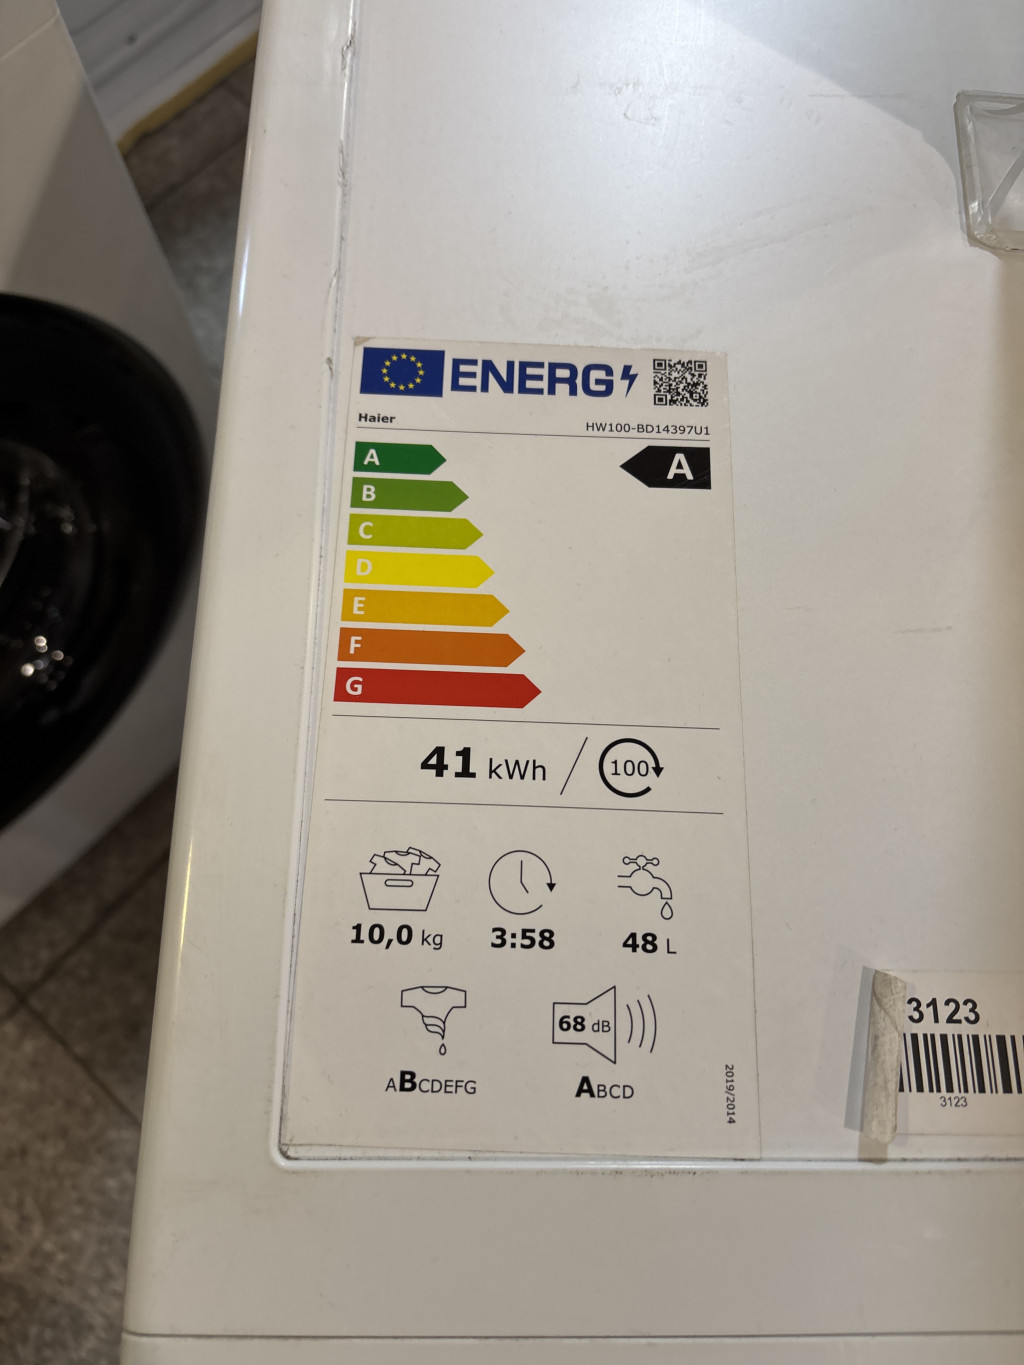 ENERG
Haier
HW100-BD14397U1
A
A
B
C
D
E
F
G
41 kWh / 100
10,0 kg
3:58
48 L
68 dB
ABCDEFG
ABCD
2019/2014
3123
3123